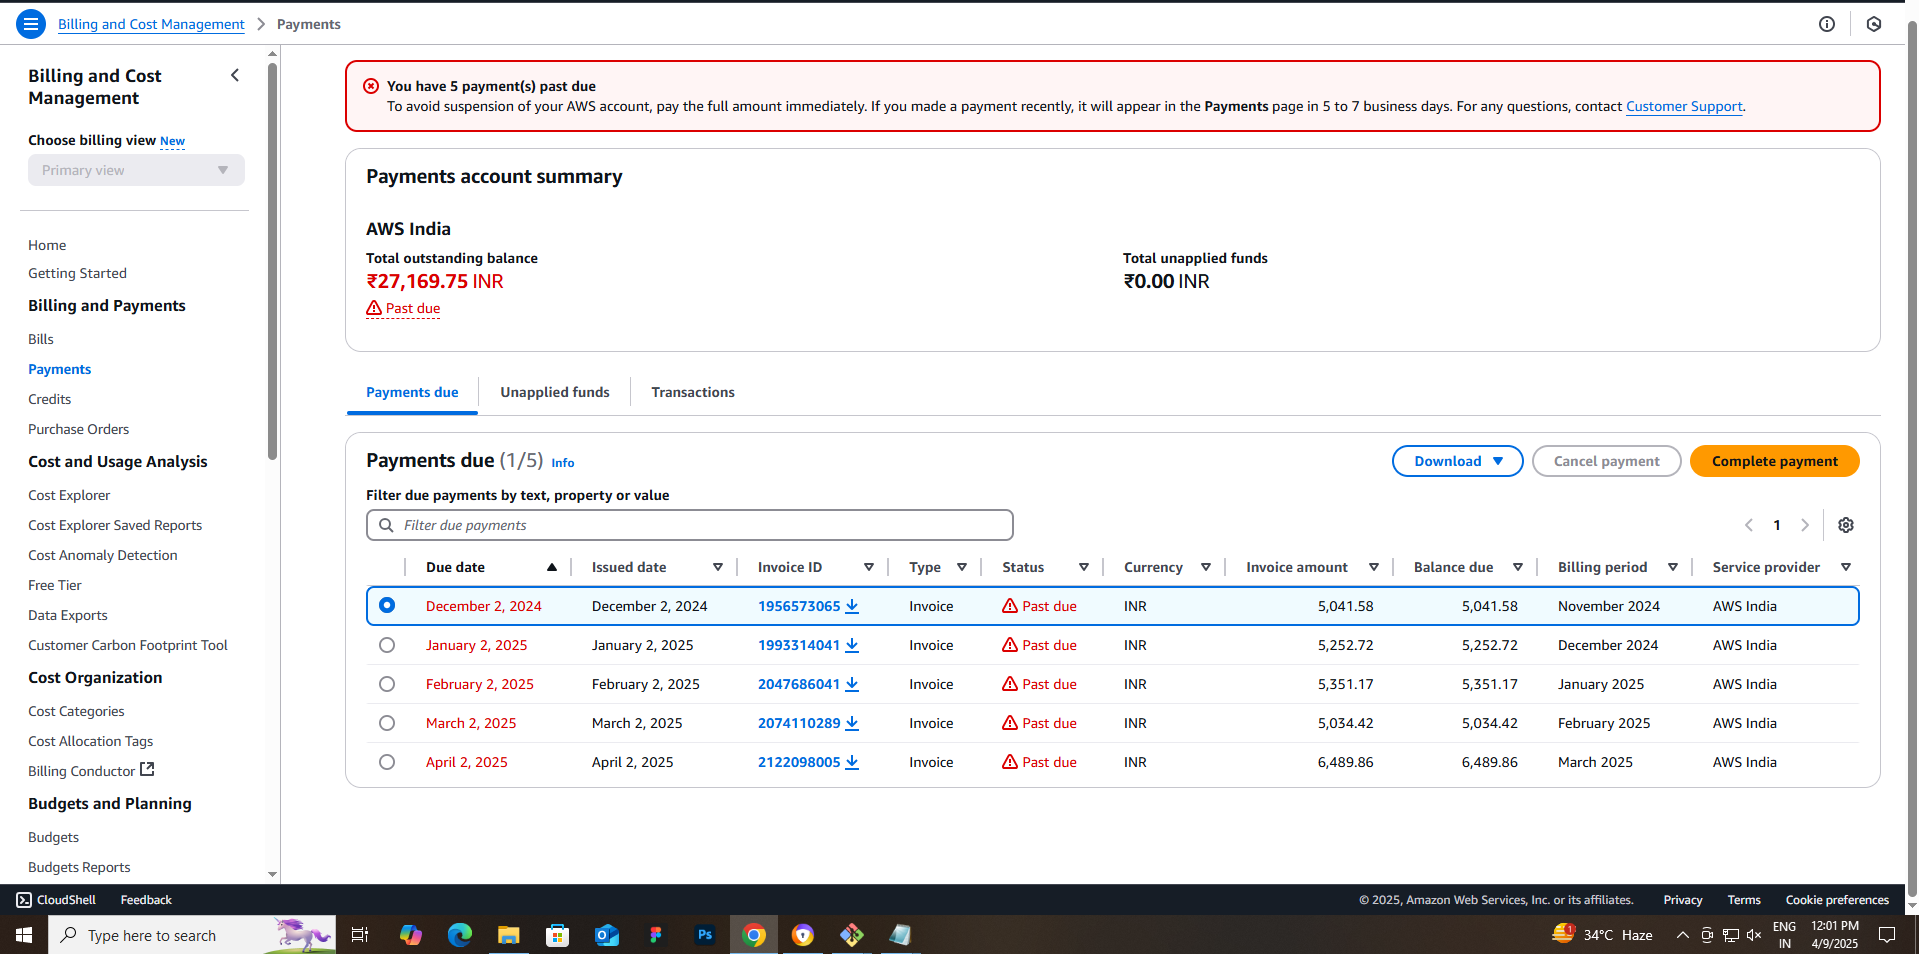 Billing and Cost Management > Payments
Billing and Cost Management
Choose billing view New
Primary view
Home
Getting Started
Billing and Payments
Bills
Payments
Credits
Purchase Orders
Cost and Usage Analysis
Cost Explorer
Cost Explorer Saved Reports
Cost Anomaly Detection
Free Tier
Data Exports
Customer Carbon Footprint Tool
Cost Organization
Cost Categories
Cost Allocation Tags
Billing Conductor
Budgets and Planning
Budgets
Budgets Reports
You have 5 payment(s) past due
To avoid suspension of your AWS account, pay the full amount immediately. If you made a payment recently, it will appear in the Payments page in 5 to 7 business days. For any questions, contact Customer Support.
Payments account summary
AWS India
Total outstanding balance
₹27,169.75 INR
Past due
Total unapplied funds
₹0.00 INR
Payments due Unapplied funds Transactions
Payments due (1/5) Info
Download Cancel payment Complete payment
Filter due payments by text, property or value
Filter due payments
1
Due date Issued date Invoice ID Type Status Currency Invoice amount Balance due Billing period Service provider
December 2, 2024 December 2, 2024 1956573065 Invoice Past due INR 5,041.58 5,041.58 November 2024 AWS India
January 2, 2025 January 2, 2025 1993314041 Invoice Past due INR 5,252.72 5,252.72 December 2024 AWS India
February 2, 2025 February 2, 2025 2047686041 Invoice Past due INR 5,351.17 5,351.17 January 2025 AWS India
March 2, 2025 March 2, 2025 2074110289 Invoice Past due INR 5,034.42 5,034.42 February 2025 AWS India
April 2, 2025 April 2, 2025 2122098005 Invoice Past due INR 6,489.86 6,489.86 March 2025 AWS India
CloudShell Feedback © 2025, Amazon Web Services, Inc. or its affiliates. Privacy Terms Cookie preferences
Type here to search
Ps
1
34°C Haze
ENG
IN
12:01 PM
4/9/2025